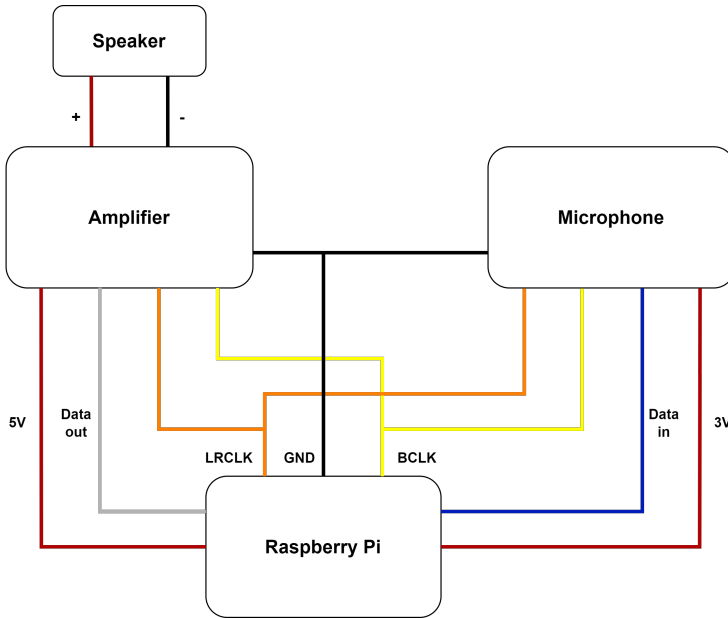 Speaker
+
-
Amplifier
Microphone
5V
Data
out
LRCLK
GND
BCLK
Data
in
3V
Raspberry Pi